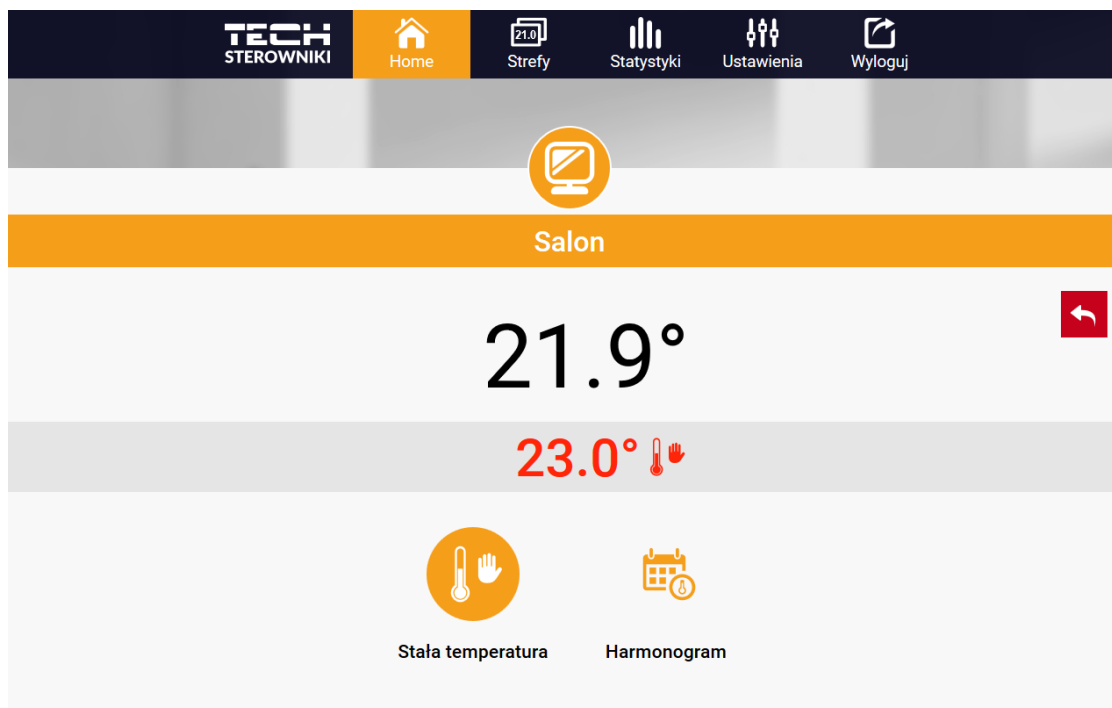 TECH
STEROWNIKI
Home
21.0
Strefy
Statystyki
Ustawienia
Wyloguj
Salon
21.9°
23.0°
Stała temperatura
Harmonogram